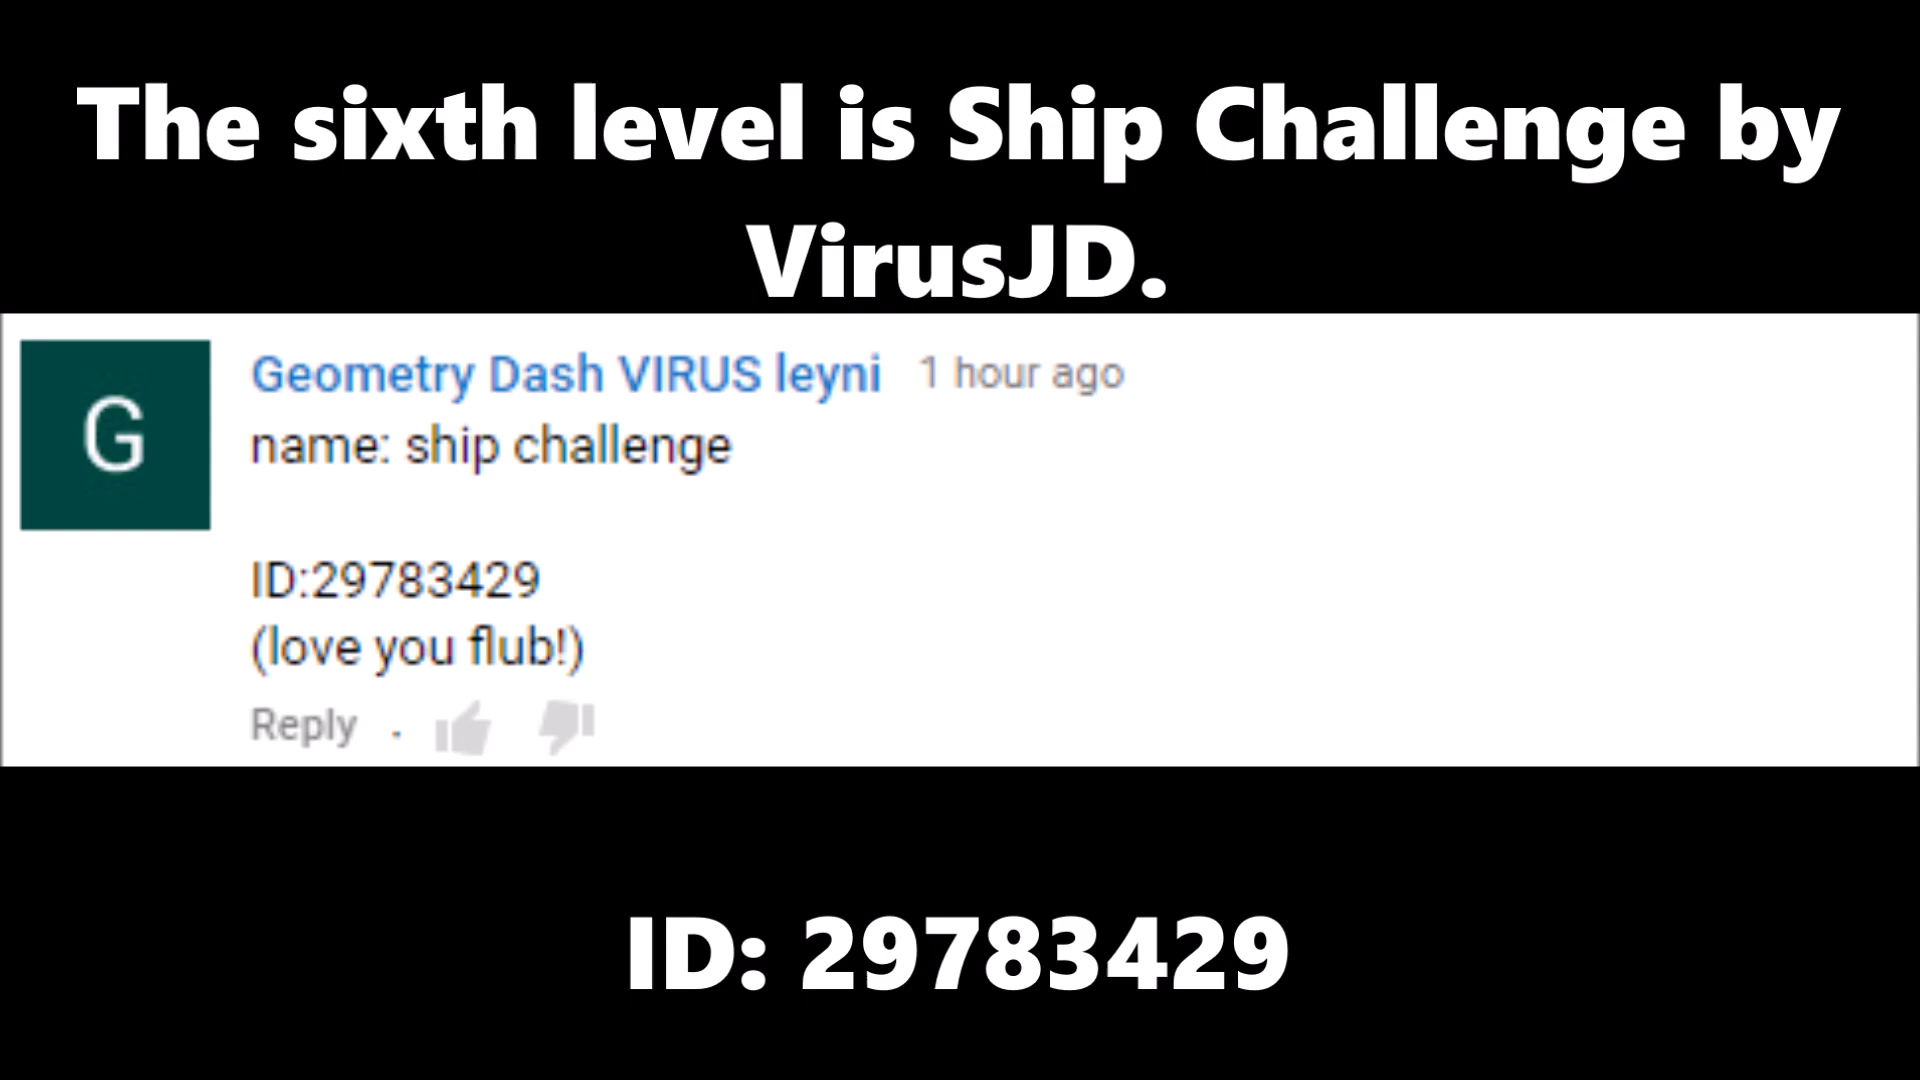 The sixth level is Ship Challenge by
VirusJD.
G
Geometry Dash VIRUS leyni 1 hour ago
name: ship challenge
ID:29783429
(love you flub!)
Reply
ID: 29783429